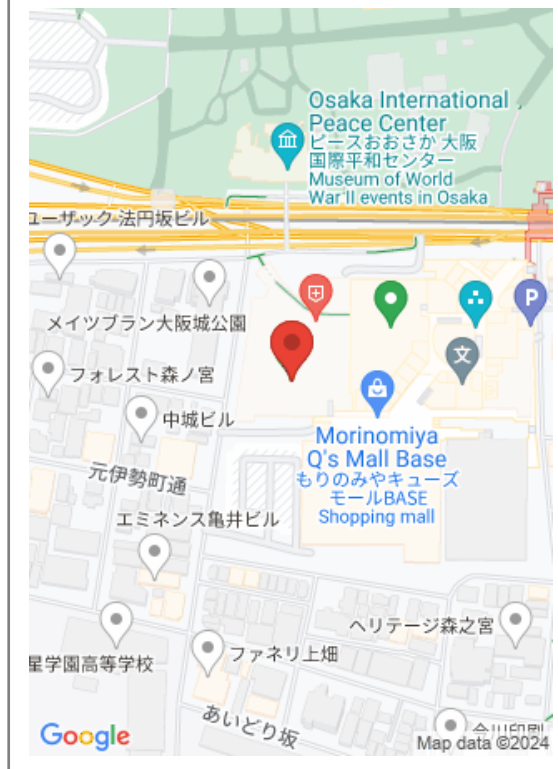 Osaka International
Peace Center
ピースおおさか 大阪
国際平和センター
Museum of World
War II events in Osaka
ユーザック 法円坂ビル
メイツブラン大阪城公園
フォレスト森ノ宮
中城ビル
P
文
Morinomiya
Q's Mall Base
もりのみやキューズ
モールBASE
Shopping mall
元伊勢町通
エミネンス亀井ビル
ヘリテージ森之宮
星学園高等学校
ファネリ上畑
あいどり坂
Google
Map data ©2024